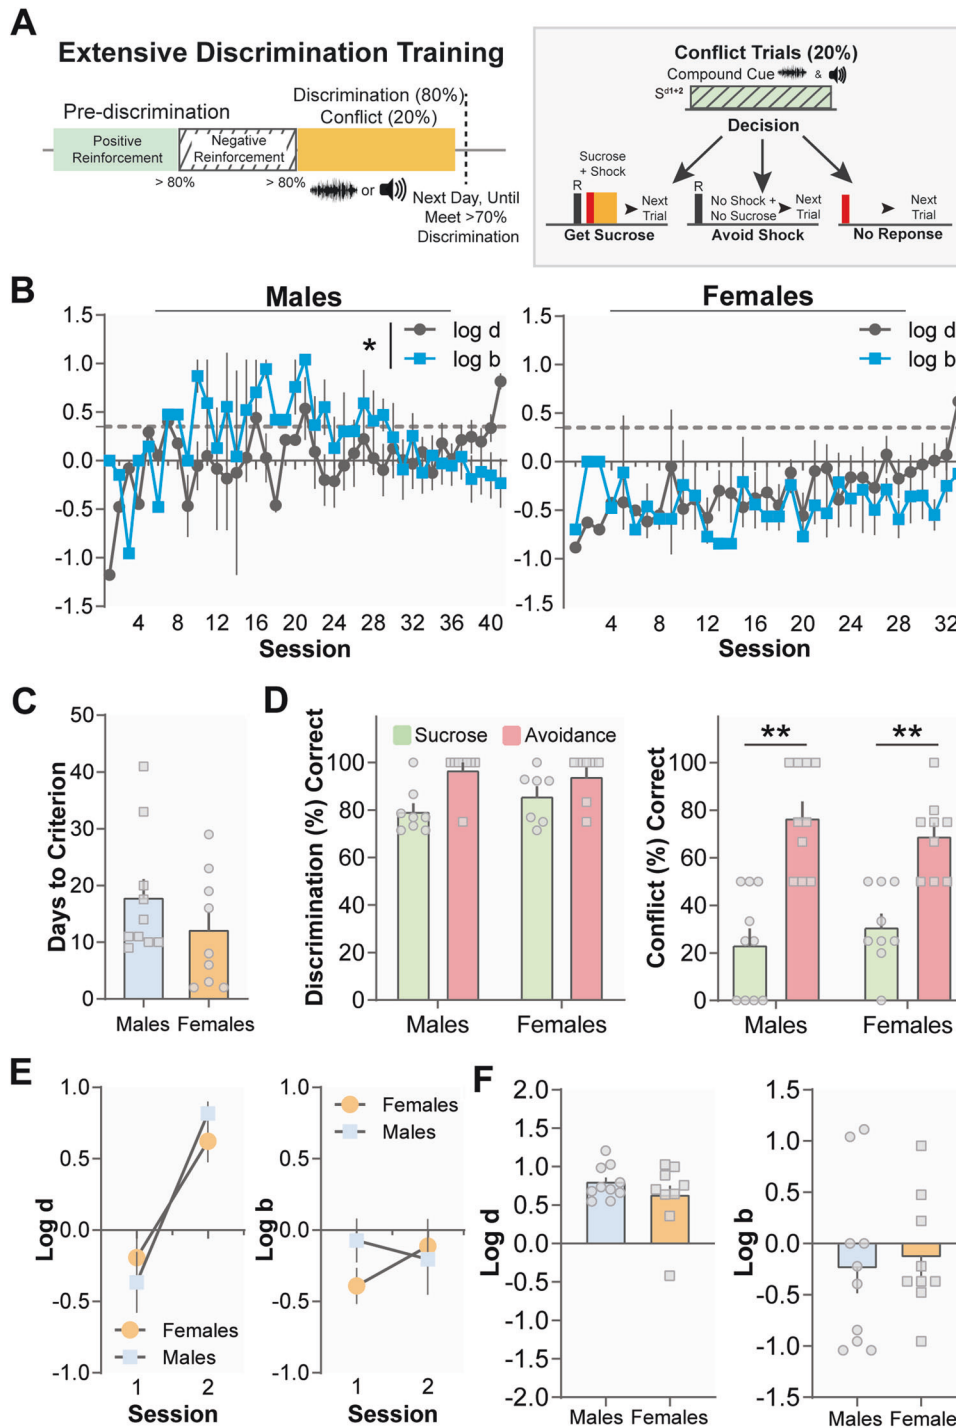 A
Extensive Discrimination Training
Pre-discrimination
Discrimination (80%)
Conflict (20%)
Positive
Reinforcement
Negative
Reinforcement
> 80%
> 80%
or
Next Day, Until
Meet >70%
Discrimination
Conflict Trials (20%)
Compound Cue
&
Sᵈ¹⁺²
Decision
Sucrose
+ Shock
R
Next
Trial
Get Sucrose
R
No Shock +
No Sucrose
Next
Trial
Avoid Shock
Next
Trial
No Reponse
B
Males
log d
log b
*
1.5
1.0
0.5
0.0
-0.5
-1.0
-1.5
4 8 12 16 20 24 28 32 36 40
Session
Females
log d
log b
1.5
1.0
0.5
0.0
-0.5
-1.0
-1.5
4 8 12 16 20 24 28 32
Session
C
Days to Criterion
50
40
30
20
10
0
Males Females
D
Discrimination (%) Correct
Sucrose Avoidance
100
80
60
40
20
0
Males Females
Conflict (%) Correct
** **
100
80
60
40
20
0
Males Females
E
Log d
1.0
0.5
0.0
-0.5
-1.0
Females
Males
1 2
Session
Log b
1.0
0.5
0.0
-0.5
-1.0
Females
Males
1 2
Session
F
Log d
2.0
1.5
1.0
0.5
0.0
-0.5
-1.0
-1.5
-2.0
Males Females
Log b
1.5
1.0
0.5
0.0
-0.5
-1.0
-1.5
Males Female